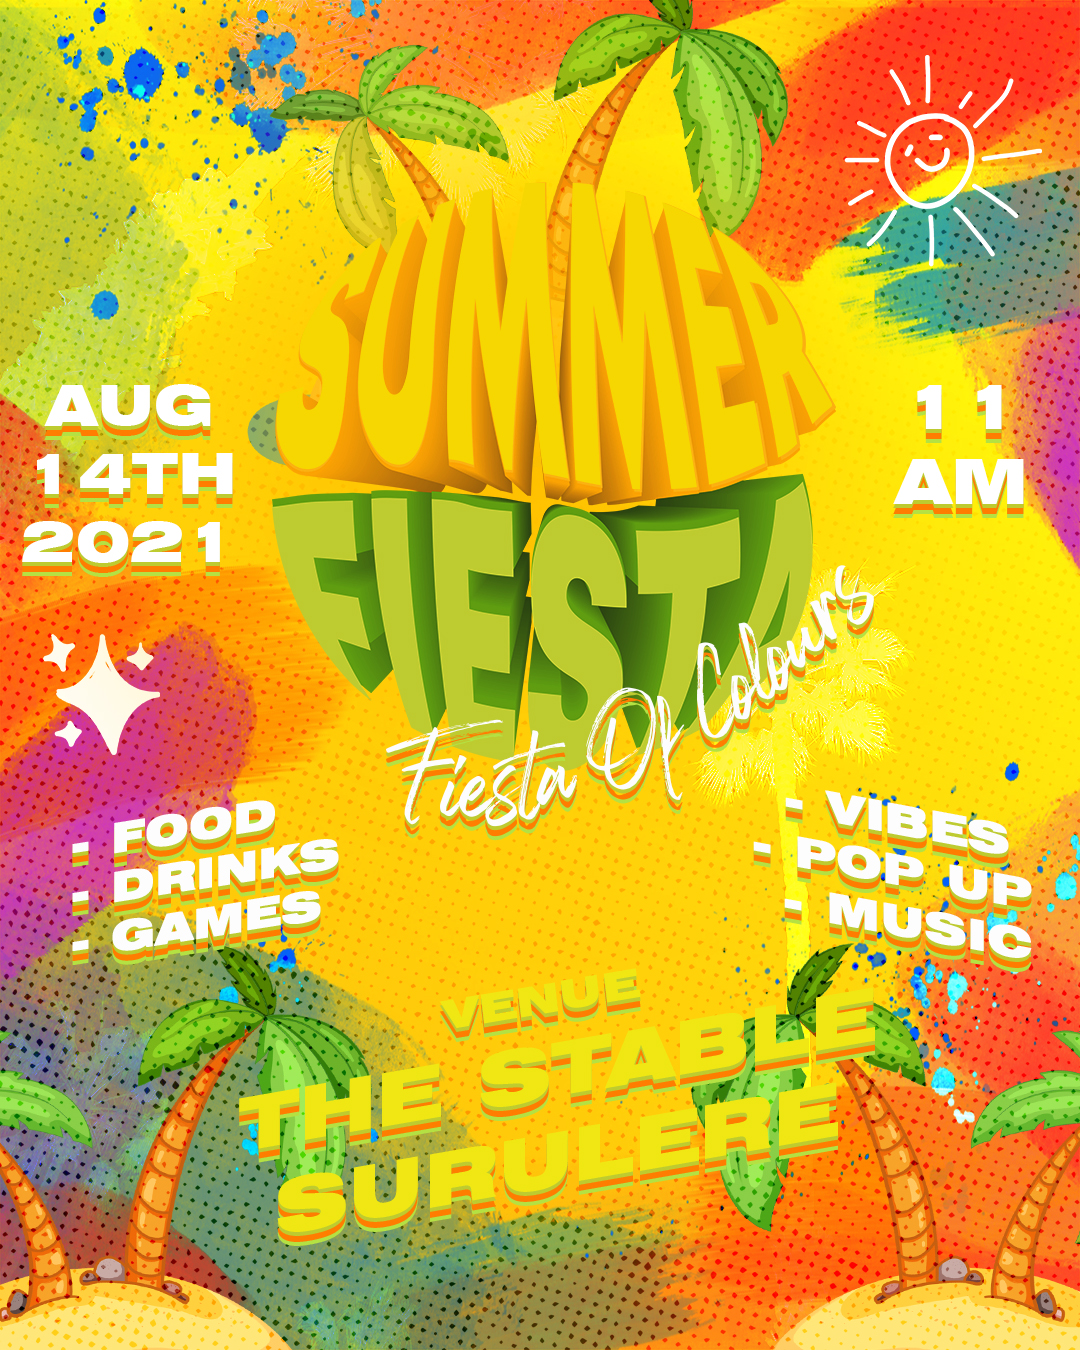 SUMMER
FIESTA
Fiesta Of Colours
AUG
14TH
2021
11
AM
- FOOD
- DRINKS
- GAMES
- VIBES
- POP UP
- MUSIC
VENUE
THE STABLE
SURULERE